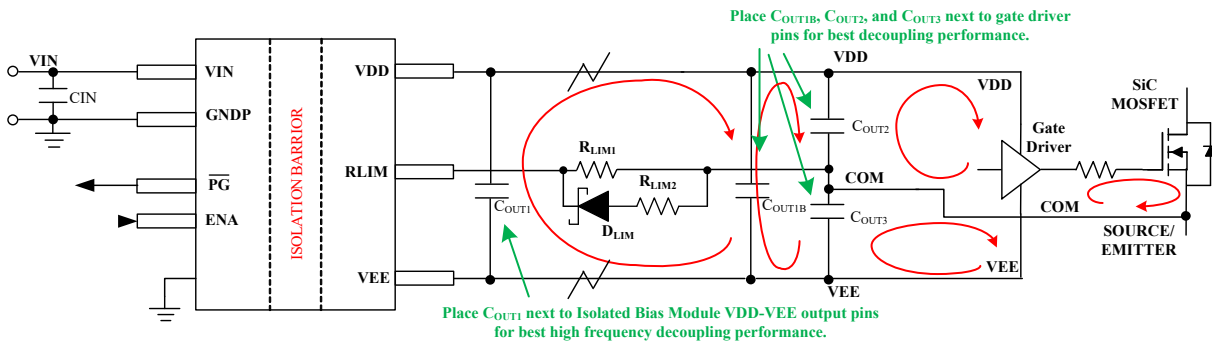 Place COUT1B, COUT2, and COUT3 next to gate driver
pins for best decoupling performance.
VIN
VIN
CIN
GNDP
PG
ENA
ISOLATION BARRIER
VDD
RLIM
VEE
COUT1
RLIM1
RLIM2
DLIM
COUT1B
VDD
COUT2
COM
COUT3
VEE
VDD
Gate
Driver
SiC
MOSFET
COM
SOURCE/
EMITTER
VEE
Place COUT1 next to Isolated Bias Module VDD-VEE output pins
for best high frequency decoupling performance.